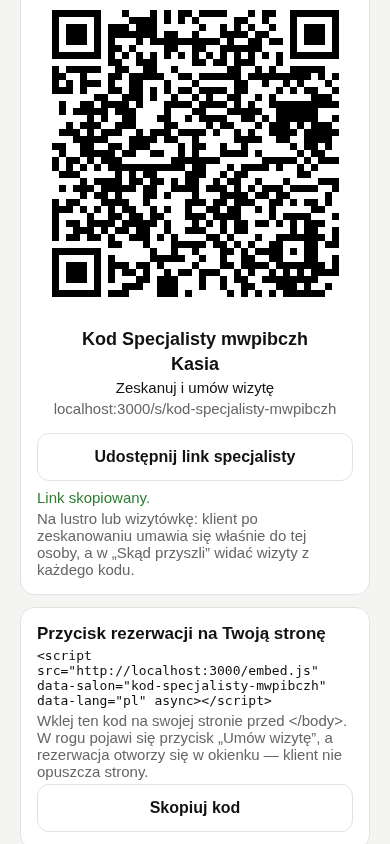 Kod Specjalisty mwpibczh
Kasia
Zeskanuj i umów wizytę
localhost:3000/s/kod-specjalisty-mwpibczh
Udostępnij link specjalisty
Link skopiowany.
Na lustro lub wizytówkę: klient po
zeskanowaniu umawia się właśnie do tej
osoby, a w „Skąd przyszli” widać wizyty z
każdego kodu.
Przycisk rezerwacji na Twoją stronę
<script
src="http://localhost:3000/embed.js"
data-salon="kod-specjalisty-mwpibczh"
data-lang="pl" async></script>
Wklej ten kod na swojej stronie przed </body>.
W rogu pojawi się przycisk „Umów wizytę”, a
rezerwacja otworzy się w okienku — klient nie
opuszcza strony.
Skopiuj kod